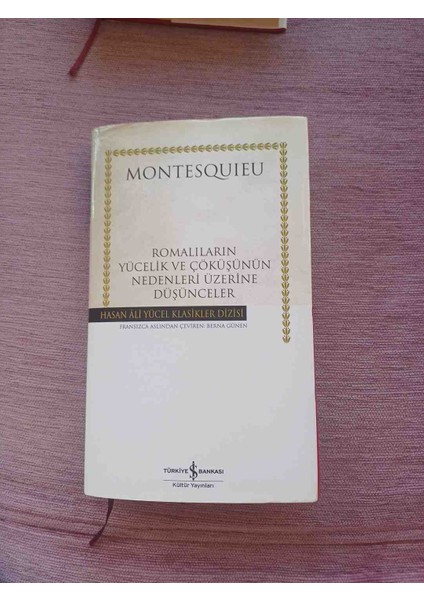 MONTESQUIEU
ROMALILARIN
YÜCELİK VE ÇÖKÜŞÜNÜN
NEDENLERİ ÜZERİNE
DÜŞÜNCELER
HASAN ÂLİ YÜCEL KLASİKLER DİZİSİ
FRANSIZCA ASLINDAN ÇEVİREN: BERNA GÜNEN
TÜRKİYE İŞ BANKASI
Kültür Yayınları